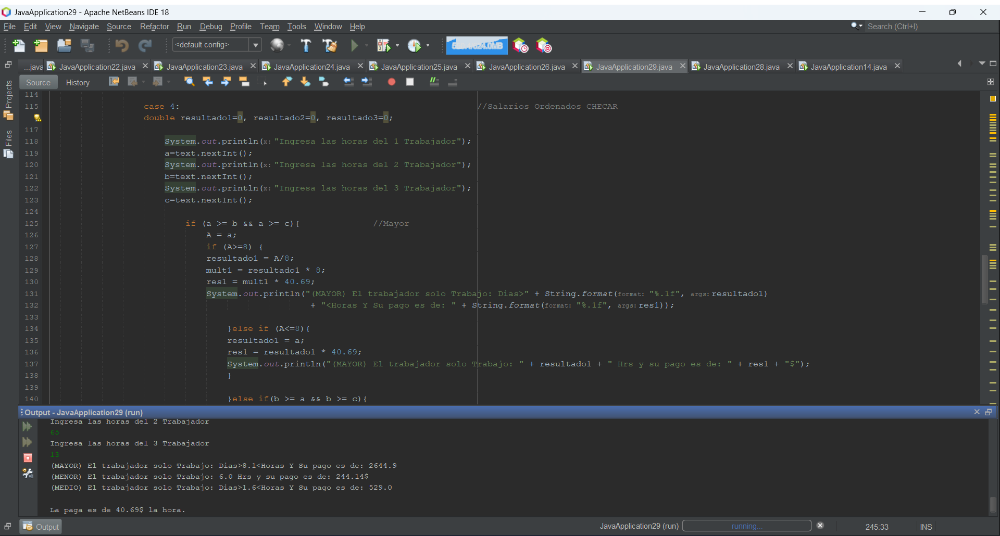 JavaApplication29 - Apache NetBeans IDE 18
File Edit View Navigate Source Refactor Run Debug Profile Team Tools Window Help
Search (Ctrl+I)
<default config>
...java JavaApplication22.java JavaApplication23.java JavaApplication24.java JavaApplication25.java JavaApplication26.java JavaApplication29.java JavaApplication28.java JavaApplication14.java
Source History
Projects
Files
114
115 case 4: //Salarios Ordenados CHECAR
double resultado1=0, resultado2=0, resultado3=0;
117
118 System.out.println(x: "Ingresa las horas del 1 Trabajador");
119 a=text.nextInt();
120 System.out.println(x: "Ingresa las horas del 2 Trabajador");
121 b=text.nextInt();
122 System.out.println(x: "Ingresa las horas del 3 Trabajador");
123 c=text.nextInt();
124
125 if (a >= b && a >= c){ //Mayor
126 A = a;
127 if (A>=8) {
128 resultado1 = A/8;
129 mult1 = resultado1 * 8;
130 res1 = mult1 * 40.69;
131 System.out.println("(MAYOR) El trabajador solo Trabajo: Dias>" + String.format(format: "%.1f", args: resultado1)
132 + "<Horas Y Su pago es de: " + String.format(format: "%.1f", args: res1));
133
134 }else if (A<=8){
135 resultado1 = a;
136 res1 = resultado1 * 40.69;
137 System.out.println("(MAYOR) El trabajador solo Trabajo: " + resultado1 + " Hrs y su pago es de: " + res1 + "$");
138 }
139
140 }else if(b >= a && b >= c){
Output - JavaApplication29 (run)
Ingresa las horas del 2 Trabajador
65
Ingresa las horas del 3 Trabajador
13
(MAYOR) El trabajador solo Trabajo: Dias>8.1<Horas Y Su pago es de: 2644.9
(MENOR) El trabajador solo Trabajo: 6.0 Hrs y su pago es de: 244.14$
(MEDIO) El trabajador solo Trabajo: Dias>1.6<Horas Y Su pago es de: 529.0
La paga es de 40.69$ la hora.
Output
JavaApplication29 (run) running... 245:33 INS